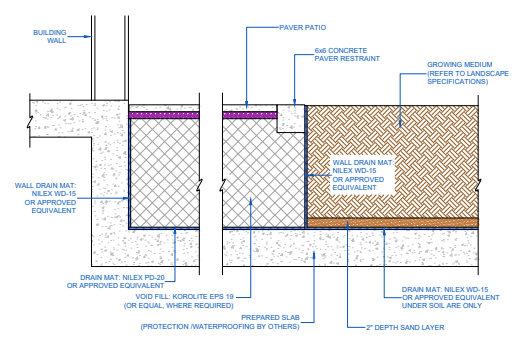 BUILDING
WALL
PAVER PATIO
6x6 CONCRETE
PAVER RESTRAINT
GROWING MEDIUM
(REFER TO LANDSCAPE
SPECIFICATIONS)
WALL DRAIN MAT:
NILEX WD-15
OR APPROVED
EQUIVALENT
WALL DRAIN MAT:
NILEX WD-15
OR APPROVED
EQUIVALENT
DRAIN MAT: NILEX PD-20
OR APPROVED EQUIVALENT
VOID FILL: KOROLITE EPS 19
(OR EQUAL, WHERE REQUIRED)
PREPARED SLAB
(PROTECTION /WATERPROOFING BY OTHERS)
DRAIN MAT: NILEX WD-15
OR APPROVED EQUIVALENT
UNDER SOIL ARE ONLY
2" DEPTH SAND LAYER